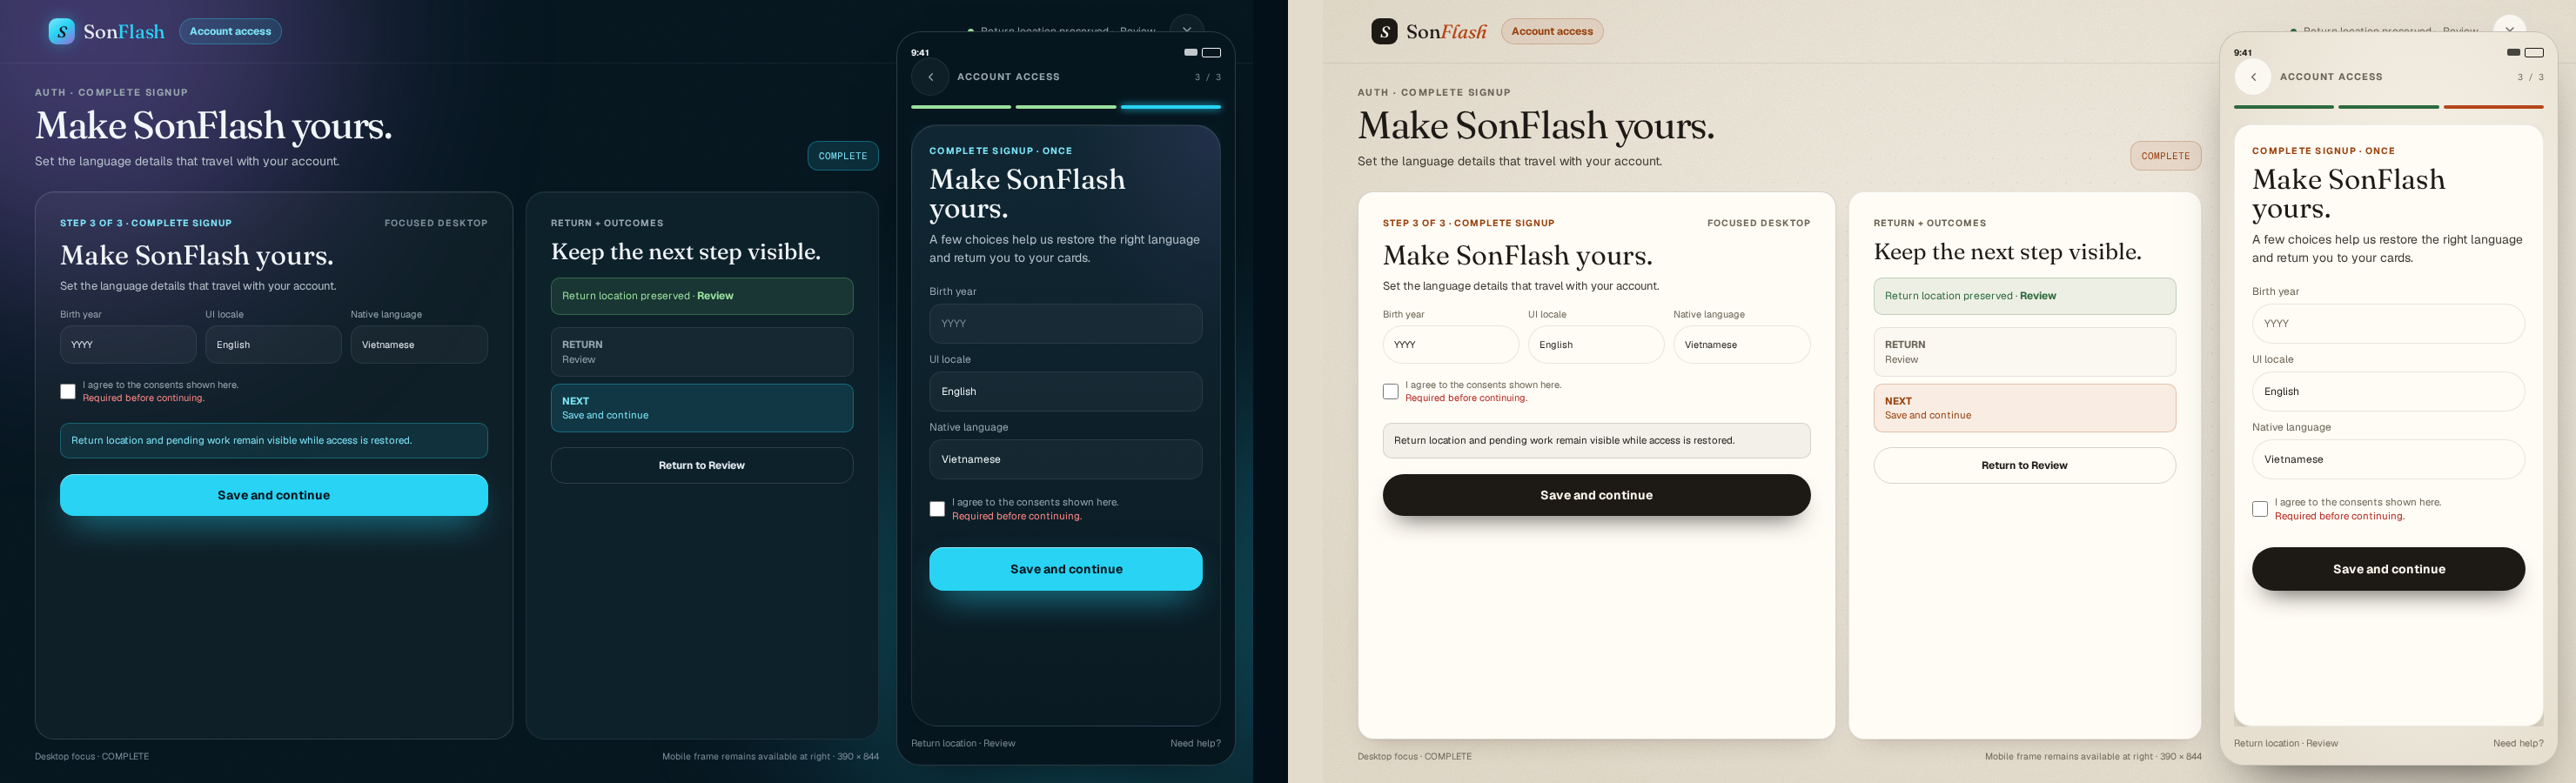 S SonFlash Account access
Return location preserved · Review
AUTH · COMPLETE SIGNUP
Make SonFlash yours.
Set the language details that travel with your account.
COMPLETE
STEP 3 OF 3 · COMPLETE SIGNUP FOCUSED DESKTOP
Make SonFlash yours.
Set the language details that travel with your account.
Birth year UI locale Native language
YYYY English Vietnamese
I agree to the consents shown here.
Required before continuing.
Return location and pending work remain visible while access is restored.
Save and continue
RETURN + OUTCOMES
Keep the next step visible.
Return location preserved · Review
RETURN
Review
NEXT
Save and continue
Return to Review
Desktop focus · COMPLETE Mobile frame remains available at right · 390 × 844
9:41
ACCOUNT ACCESS 3 / 3
COMPLETE SIGNUP · ONCE
Make SonFlash
yours.
A few choices help us restore the right language
and return you to your cards.
Birth year
YYYY
UI locale
English
Native language
Vietnamese
I agree to the consents shown here.
Required before continuing.
Save and continue
Return location · Review Need help?
S SonFlash Account access
Return location preserved · Review
AUTH · COMPLETE SIGNUP
Make SonFlash yours.
Set the language details that travel with your account.
COMPLETE
STEP 3 OF 3 · COMPLETE SIGNUP FOCUSED DESKTOP
Make SonFlash yours.
Set the language details that travel with your account.
Birth year UI locale Native language
YYYY English Vietnamese
I agree to the consents shown here.
Required before continuing.
Return location and pending work remain visible while access is restored.
Save and continue
RETURN + OUTCOMES
Keep the next step visible.
Return location preserved · Review
RETURN
Review
NEXT
Save and continue
Return to Review
Desktop focus · COMPLETE Mobile frame remains available at right · 390 × 844
9:41
ACCOUNT ACCESS 3 / 3
COMPLETE SIGNUP · ONCE
Make SonFlash
yours.
A few choices help us restore the right language
and return you to your cards.
Birth year
YYYY
UI locale
English
Native language
Vietnamese
I agree to the consents shown here.
Required before continuing.
Save and continue
Return location · Review Need help?